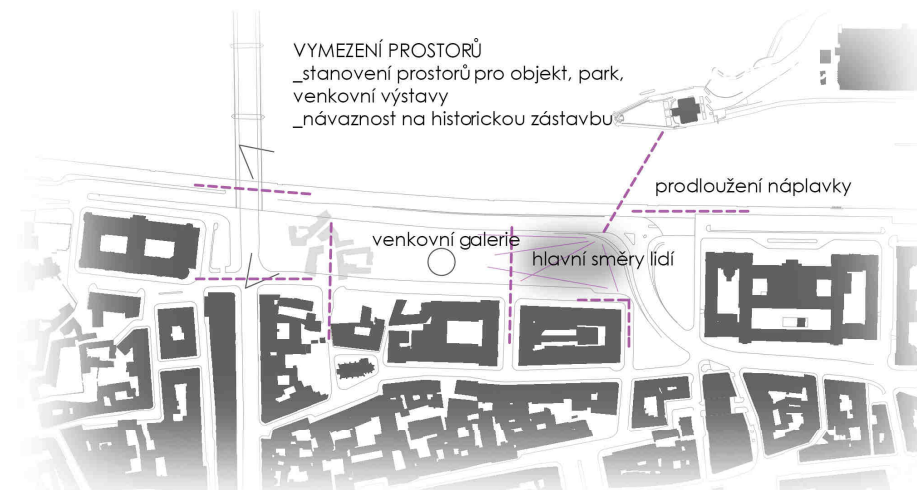 VYMEZENÍ PROSTORŮ
_stanovení prostorů pro objekt, park,
venkovní výstavy
_návaznost na historickou zástavbu
prodloužení náplavky
venkovní galerie
hlavní směry lidí